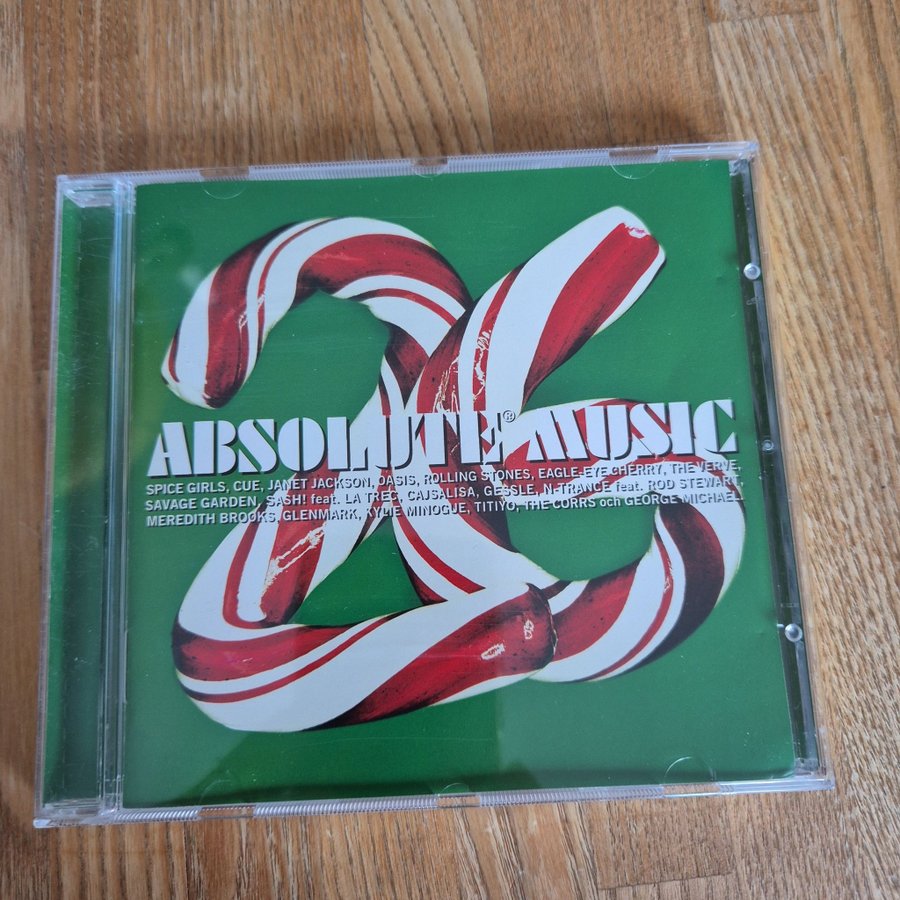 26
ABSOLUTE® MUSIC
SPICE GIRLS, CUE, JANET JACKSON, OASIS, ROLLING STONES, EAGLE-EYE CHERRY, THE VERVE,
SAVAGE GARDEN, SASH! feat. LA TREC, CAJSALISA, GESSLE, N-TRANCE feat. ROD STEWART,
MEREDITH BROOKS, GLENMARK, KYLIE MINOGUE, TITIYO, THE CORRS och GEORGE MICHAEL